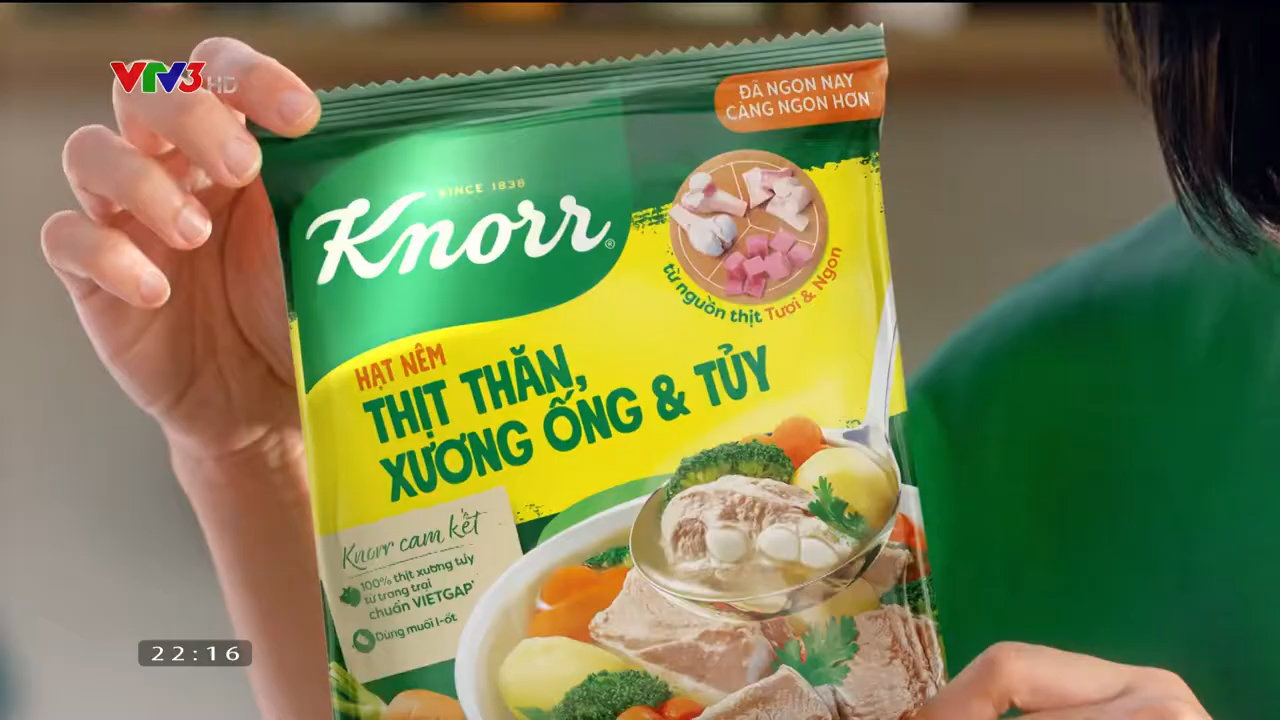 VTV3 HD
ĐÃ NGON NAY
CÀNG NGON HƠN
SINCE 1838
Knorr®
từ nguồn thịt Tươi & Ngon
HẠT NÊM
THỊT THĂN,
XƯƠNG ỐNG & TỦY
Knorr cam kết
100% thịt xương tủy
từ trang trại
chuẩn VIETGAP*
Dùng muối I-ốt
22:16